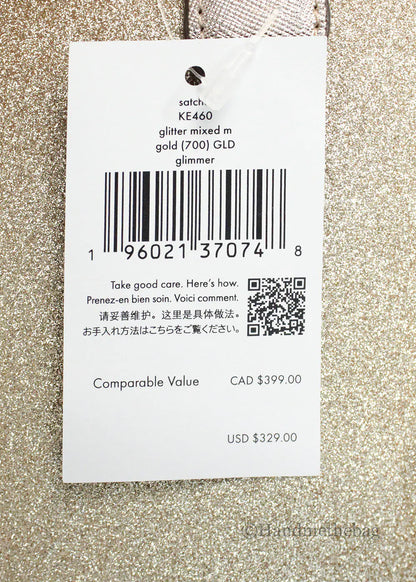 KE460
glitter mixed m
gold (700) GLD
glimmer
1 96021 37074 8
Take good care. Here's how.
Prenez-en bien soin. Voici comment.
请妥善维护。这里是具体做法。
お手入れ方法はこちらをご覧ください。
Comparable Value CAD $399.00
USD $329.00